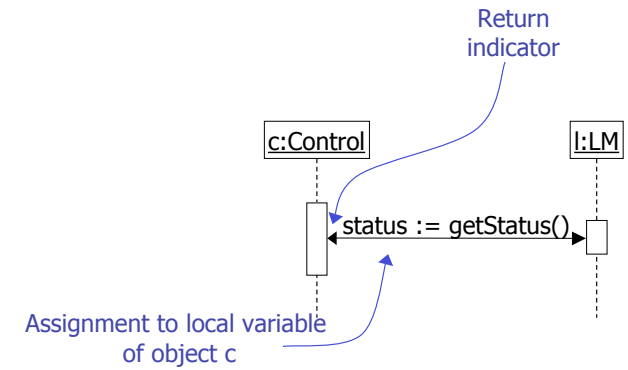 Return
indicator
c:Control
l:LM
status := getStatus()
Assignment to local variable
of object c